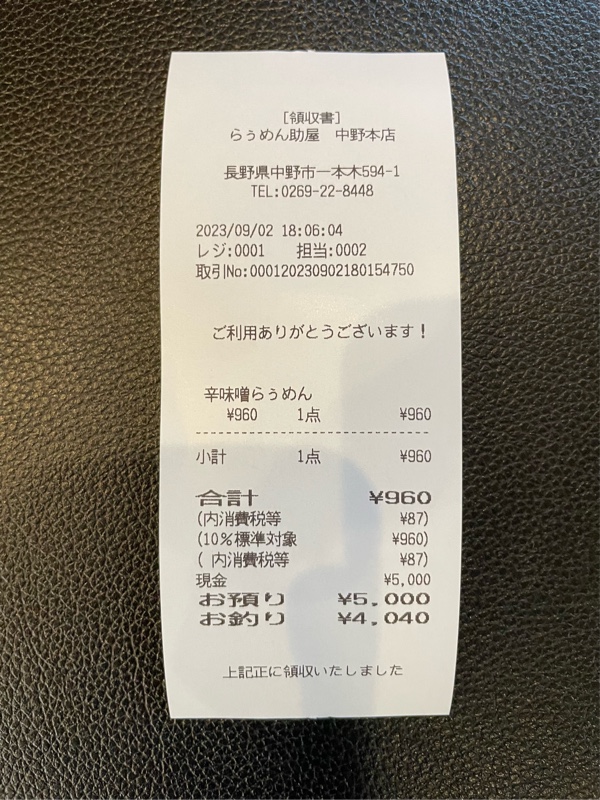 [領収書]
らぅめん助屋　中野本店
長野県中野市一本木594-1
TEL:0269-22-8448
2023/09/02 18:06:04
レジ:0001　担当:0002
取引No:000120230902180154750
ご利用ありがとうございます!
辛味噌らぅめん
¥960　1点　¥960
小計　1点　¥960
合計　¥960
(内消費税等　¥87)
(10%標準対象　¥960)
( 内消費税等　¥87)
現金　¥5,000
お預り　¥5,000
お釣り　¥4,040
上記正に領収いたしました